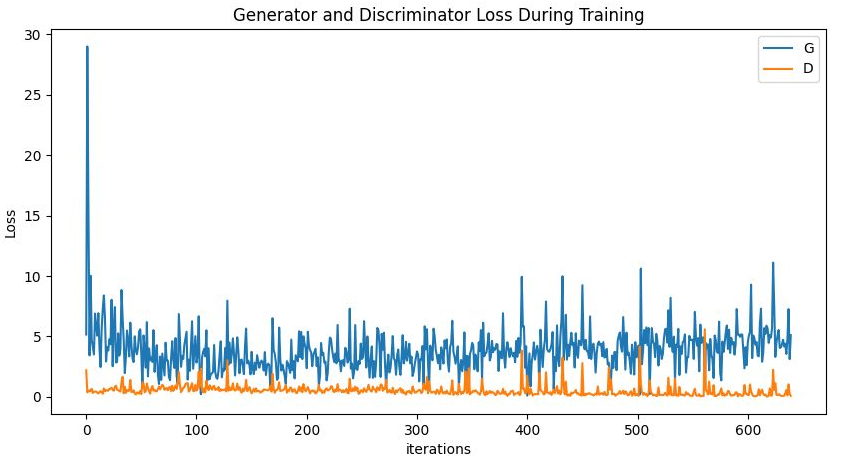 Generator and Discriminator Loss During Training
G
D
30
25
20
15
10
5
0
Loss
0 100 200 300 400 500 600
iterations